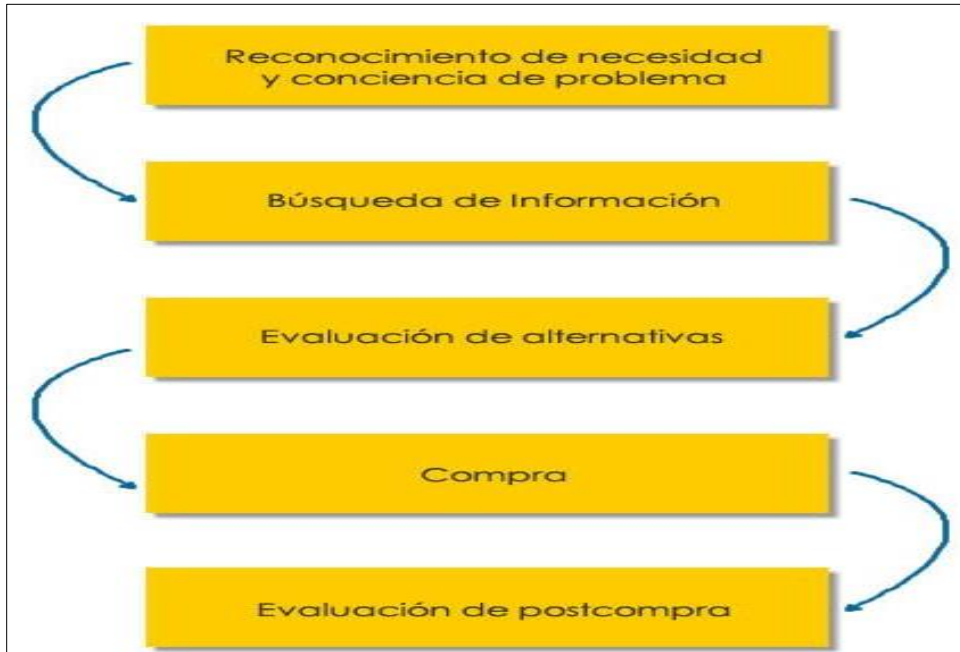 Reconocimiento de necesidad
y conciencia de problema
Búsqueda de Información
Evaluación de alternativas
Compra
Evaluación de postcompra